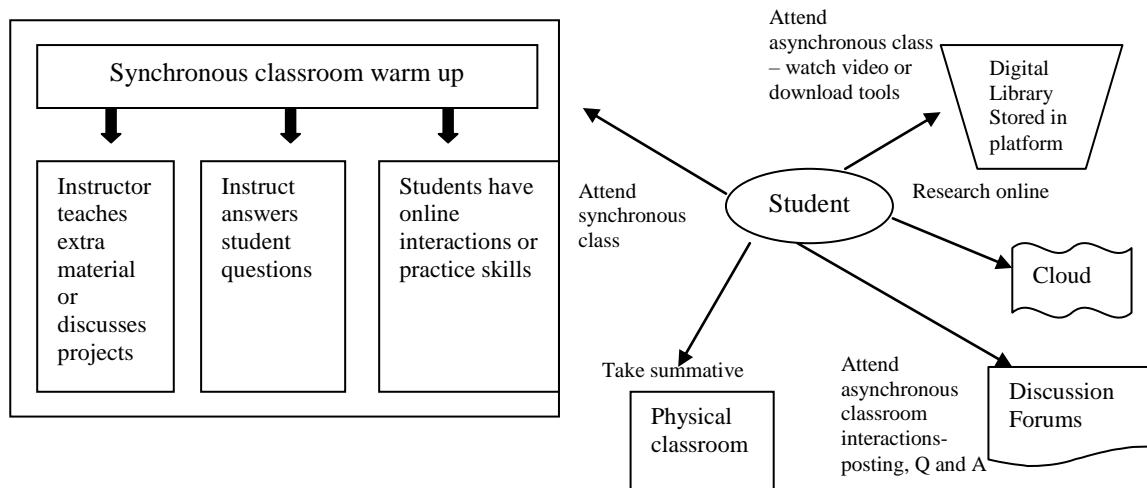 Synchronous classroom warm up
Instructor
teaches
extra
material
or
discusses
projects
Instruct
answers
student
questions
Students have
online
interactions or
practice skills
Attend
synchronous
class
Attend
asynchronous
class
– watch video or
download tools
Digital
Library
Stored in
platform
Student
Research online
Cloud
Take summative
Physical
classroom
Attend
asynchronous
classroom
interactions-
posting, Q and A
Discussion
Forums